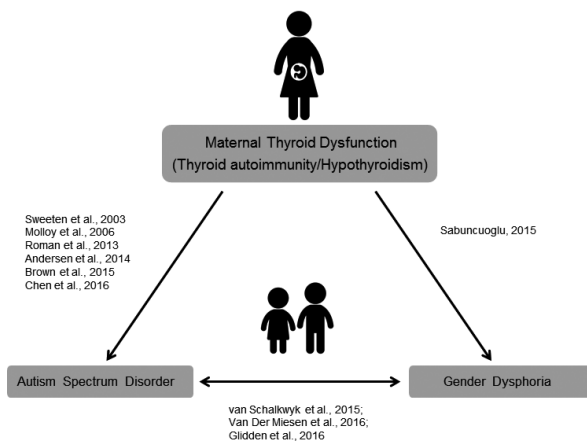 Maternal Thyroid Dysfunction
(Thyroid autoimmunity/Hypothyroidism)
Sweeten et al., 2003
Molloy et al., 2006
Roman et al., 2013
Andersen et al., 2014
Brown et al., 2015
Chen et al., 2016
Sabuncuoglu, 2015
Autism Spectrum Disorder
Gender Dysphoria
van Schalkwyk et al., 2015;
Van Der Miesen et al., 2016;
Glidden et al., 2016